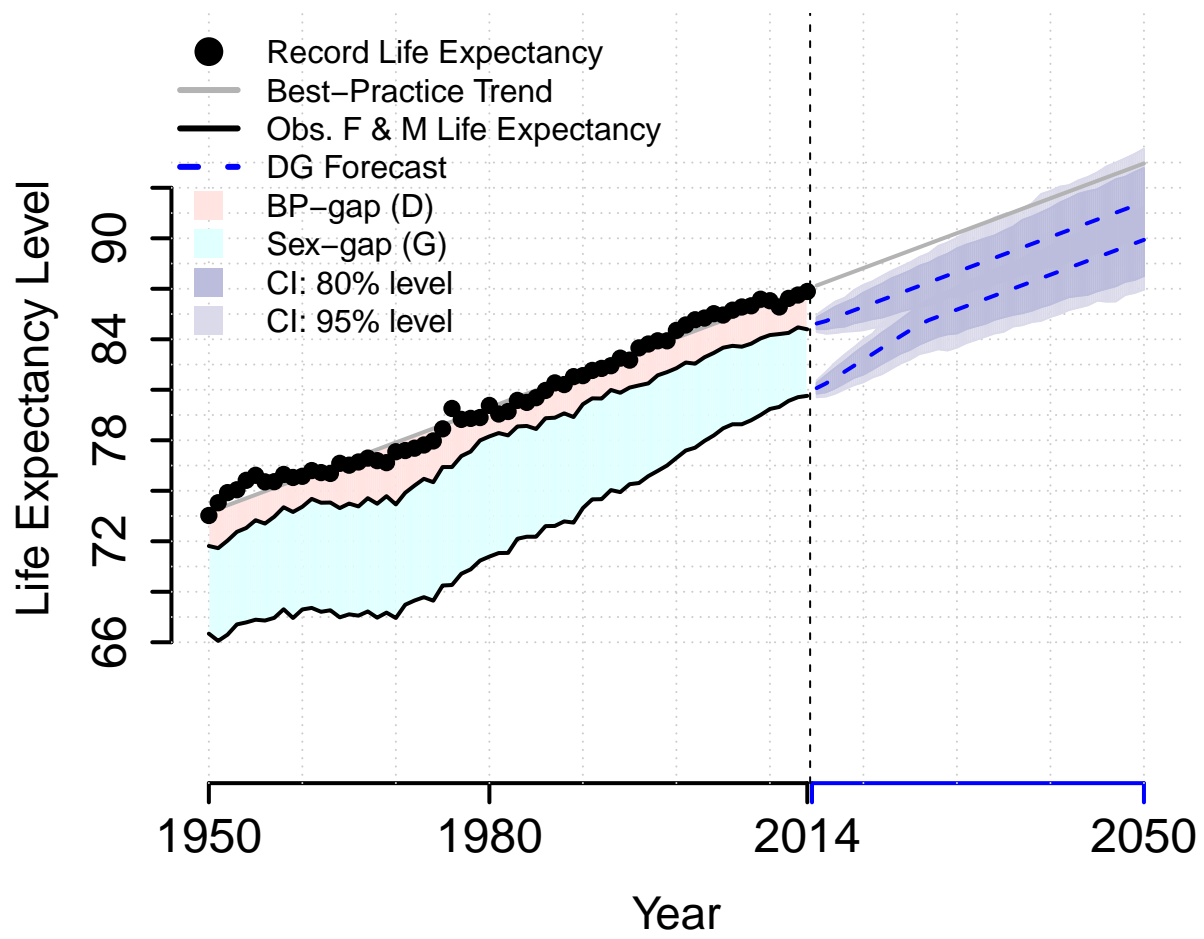 Record Life Expectancy
Best−Practice Trend
Obs. F & M Life Expectancy
DG Forecast
BP−gap (D)
Sex−gap (G)
CI: 80% level
CI: 95% level
Life Expectancy Level
90
84
78
72
66
1950 1980 2014 2050
Year